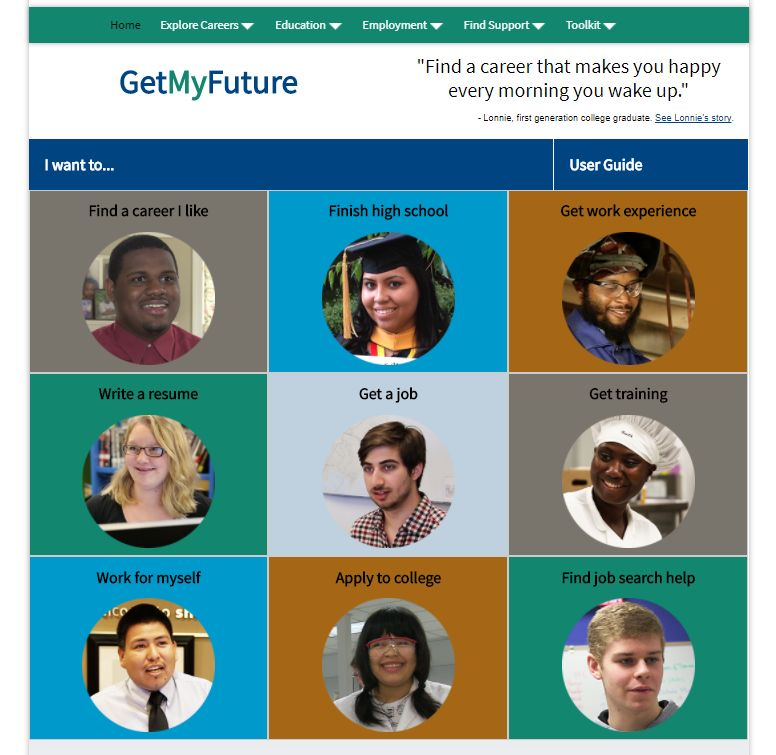 Home Explore Careers Education Employment Find Support Toolkit
GetMyFuture
"Find a career that makes you happy
every morning you wake up."
- Lonnie, first generation college graduate. See Lonnie's story.
I want to... User Guide
Find a career I like Finish high school Get work experience
Write a resume Get a job Get training
Work for myself Apply to college Find job search help